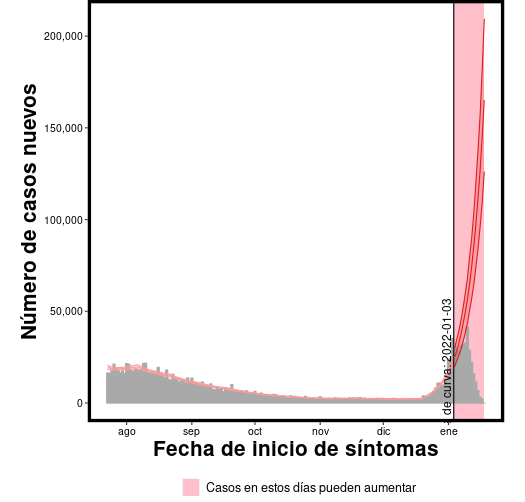 Número de casos nuevos
200,000
150,000
100,000
50,000
0
de curva: 2022-01-03
ago sep oct nov dic ene
Fecha de inicio de síntomas
Casos en estos días pueden aumentar